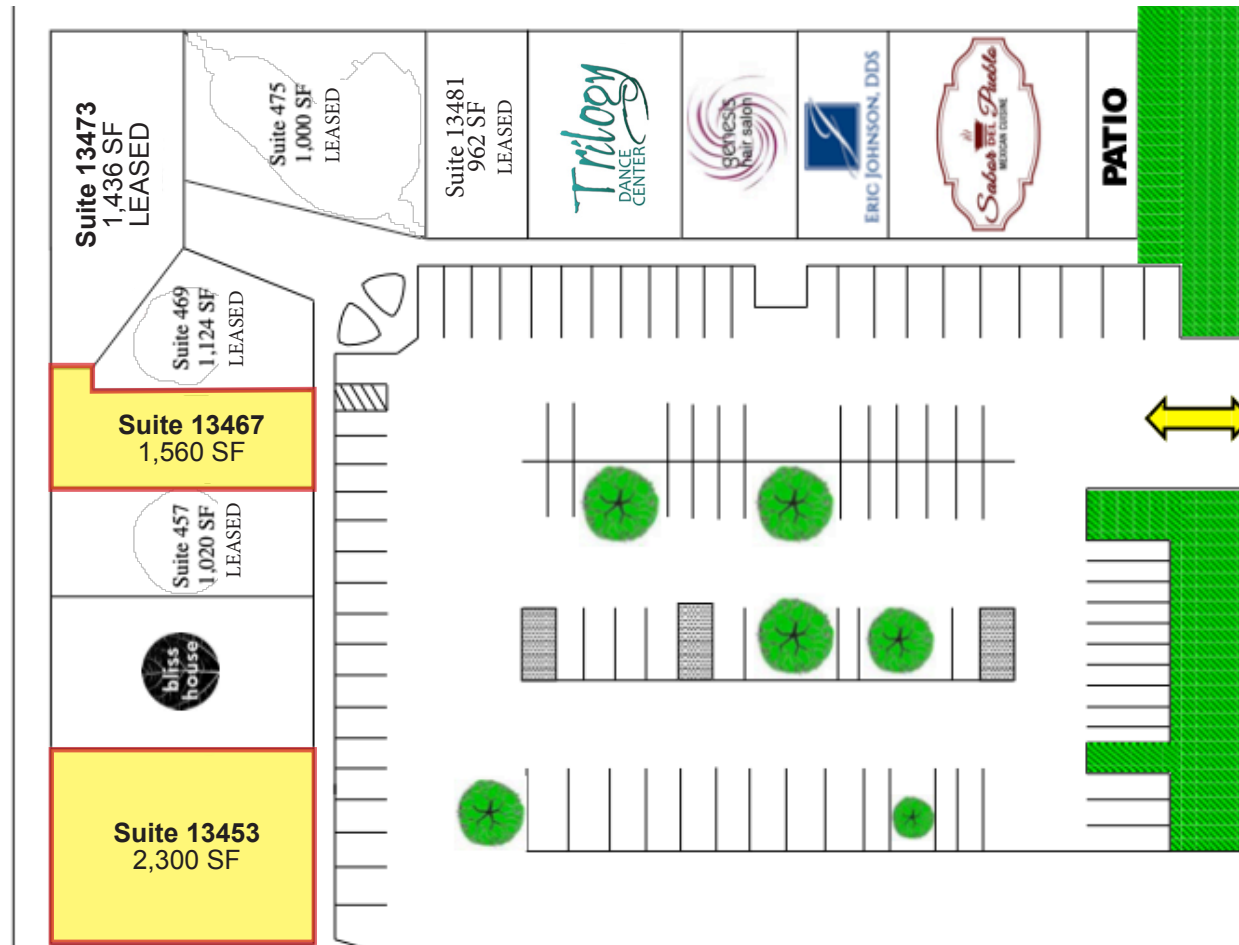 Suite 13473
1,436 SF
LEASED
Suite 475
1,000 SF
LEASED
Suite 13481
962 SF
LEASED
Trilogy
DANCE
CENTER
genesis
hair salon
ERIC JOHNSON, DDS
Sabor DEL Pueblo
MEXICAN CUISINE
PATIO
Suite 469
1,124 SF
LEASED
Suite 13467
1,560 SF
Suite 457
1,020 SF
LEASED
bliss
house
Suite 13453
2,300 SF